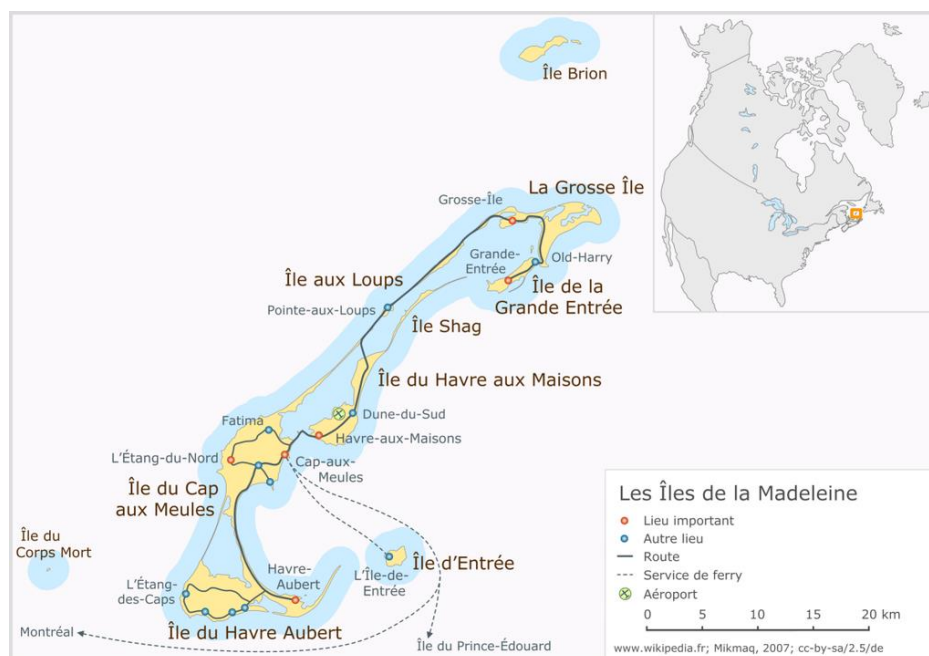 Île Brion
La Grosse Île
Grosse-Île
Grande-
Entrée
Old-Harry
Île aux Loups
Île de la
Grande Entrée
Pointe-aux-Loups
Île Shag
Île du Havre aux Maisons
Fatima
Dune-du-Sud
Havre-aux-Maisons
L'Étang-du-Nord
Cap-aux-
Meules
Île du Cap
aux Meules
Île du
Corps Mort
Île d'Entrée
L'Île-de-
Entrée
Havre-
Aubert
L'Étang-
des-Caps
Île du Havre Aubert
Montréal
Île du Prince-Édouard
Les Îles de la Madeleine
Lieu important
Autre lieu
Route
Service de ferry
Aéroport
0 5 10 15 20 km
www.wikipedia.fr; Mikmaq, 2007; cc-by-sa/2.5/de